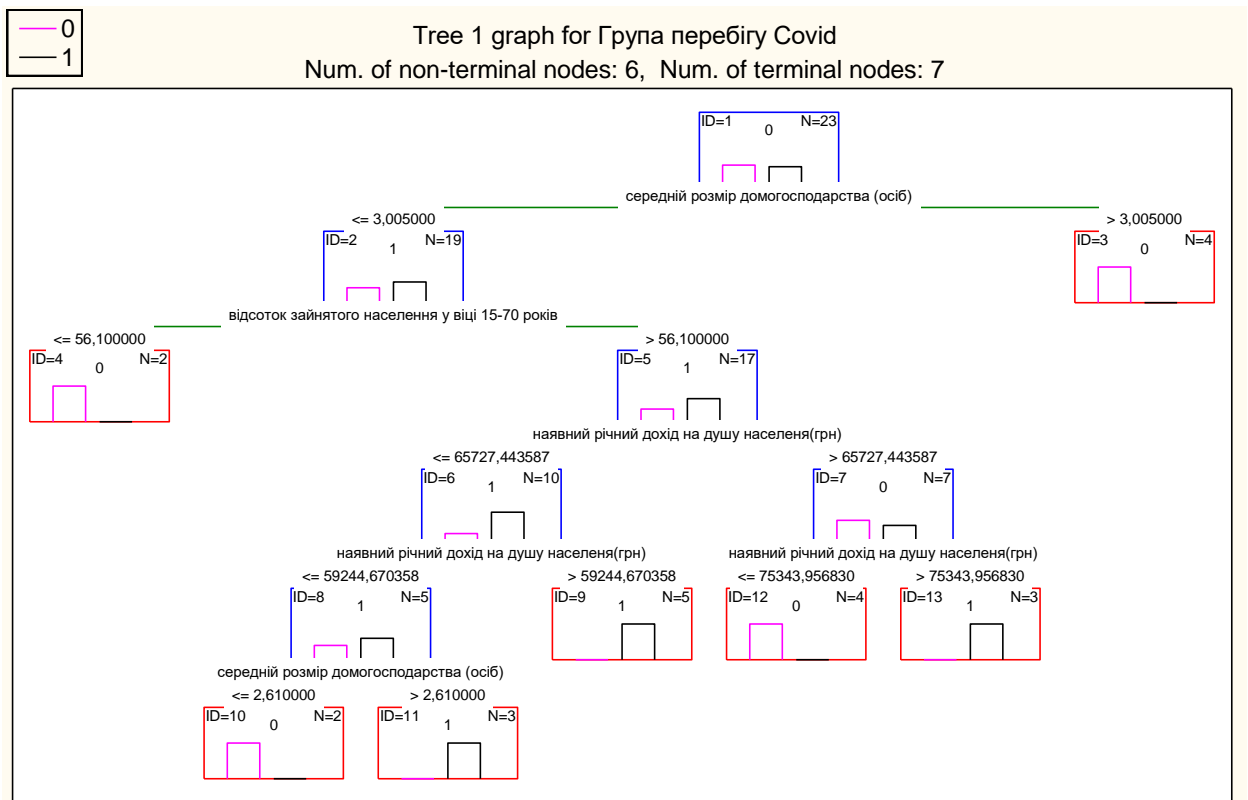 0
1
Tree 1 graph for Група перебігу Covid
Num. of non-terminal nodes: 6,  Num. of terminal nodes: 7
ID=1 N=23
0
середній розмір домогосподарства (осіб)
<= 3,005000 > 3,005000
ID=2 N=19 ID=3 N=4
1 0
відсоток зайнятого населення у віці 15-70 років
<= 56,100000 > 56,100000
ID=4 N=2 ID=5 N=17
0 1
наявний річний дохід на душу населеня(грн)
<= 65727,443587 > 65727,443587
ID=6 N=10 ID=7 N=7
1 0
наявний річний дохід на душу населеня(грн) наявний річний дохід на душу населеня(грн)
<= 59244,670358 > 59244,670358 <= 75343,956830 > 75343,956830
ID=8 N=5 ID=9 N=5 ID=12 N=4 ID=13 N=3
1 1 0 1
середній розмір домогосподарства (осіб)
<= 2,610000 > 2,610000
ID=10 N=2 ID=11 N=3
0 1